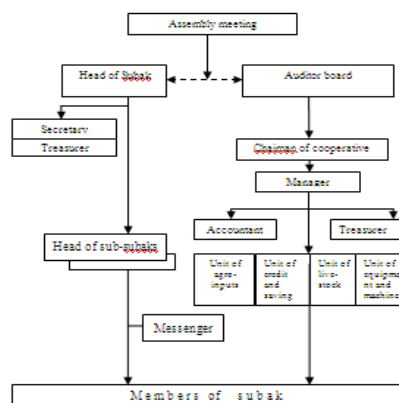 Assembly meeting
Head of Subak
Auditor board
Secretary
Treasurer
Chaiman of cooperative
Manager
Accountant
Treasurer
Head of sub-subaks
Unit of
agro-
inputs
Unit of
credit
and
saving
Unit of
live-
stock
Unit of
equipme
nt and
machine
Messenger
Members of subak